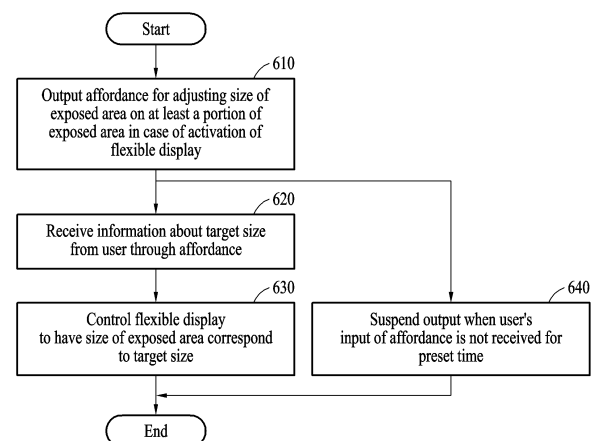 Start
610
Output affordance for adjusting size of
exposed area on at least a portion of
exposed area in case of activation of
flexible display
620
Receive information about target size
from user through affordance
630
Control flexible display
to have size of exposed area correspond
to target size
640
Suspend output when user's
input of affordance is not received for
preset time
End